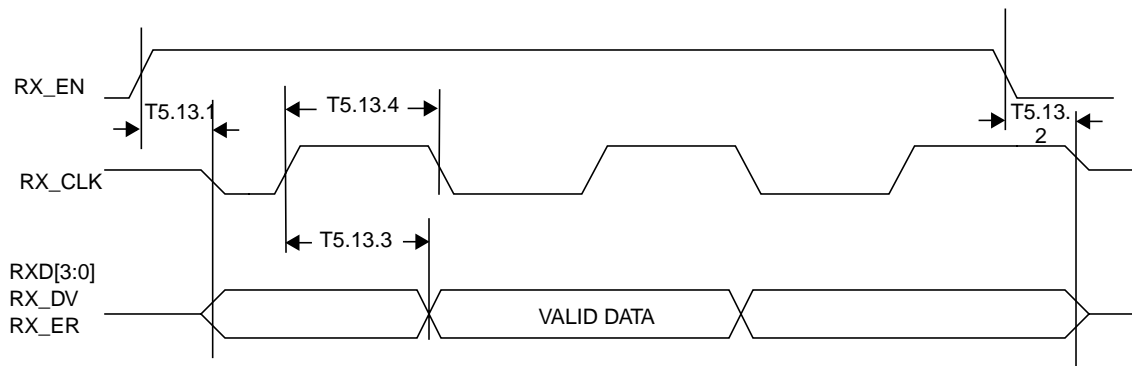 RX_EN
T5.13.1
T5.13.4
T5.13.
2
RX_CLK
T5.13.3
RXD[3:0]
RX_DV
RX_ER
VALID DATA